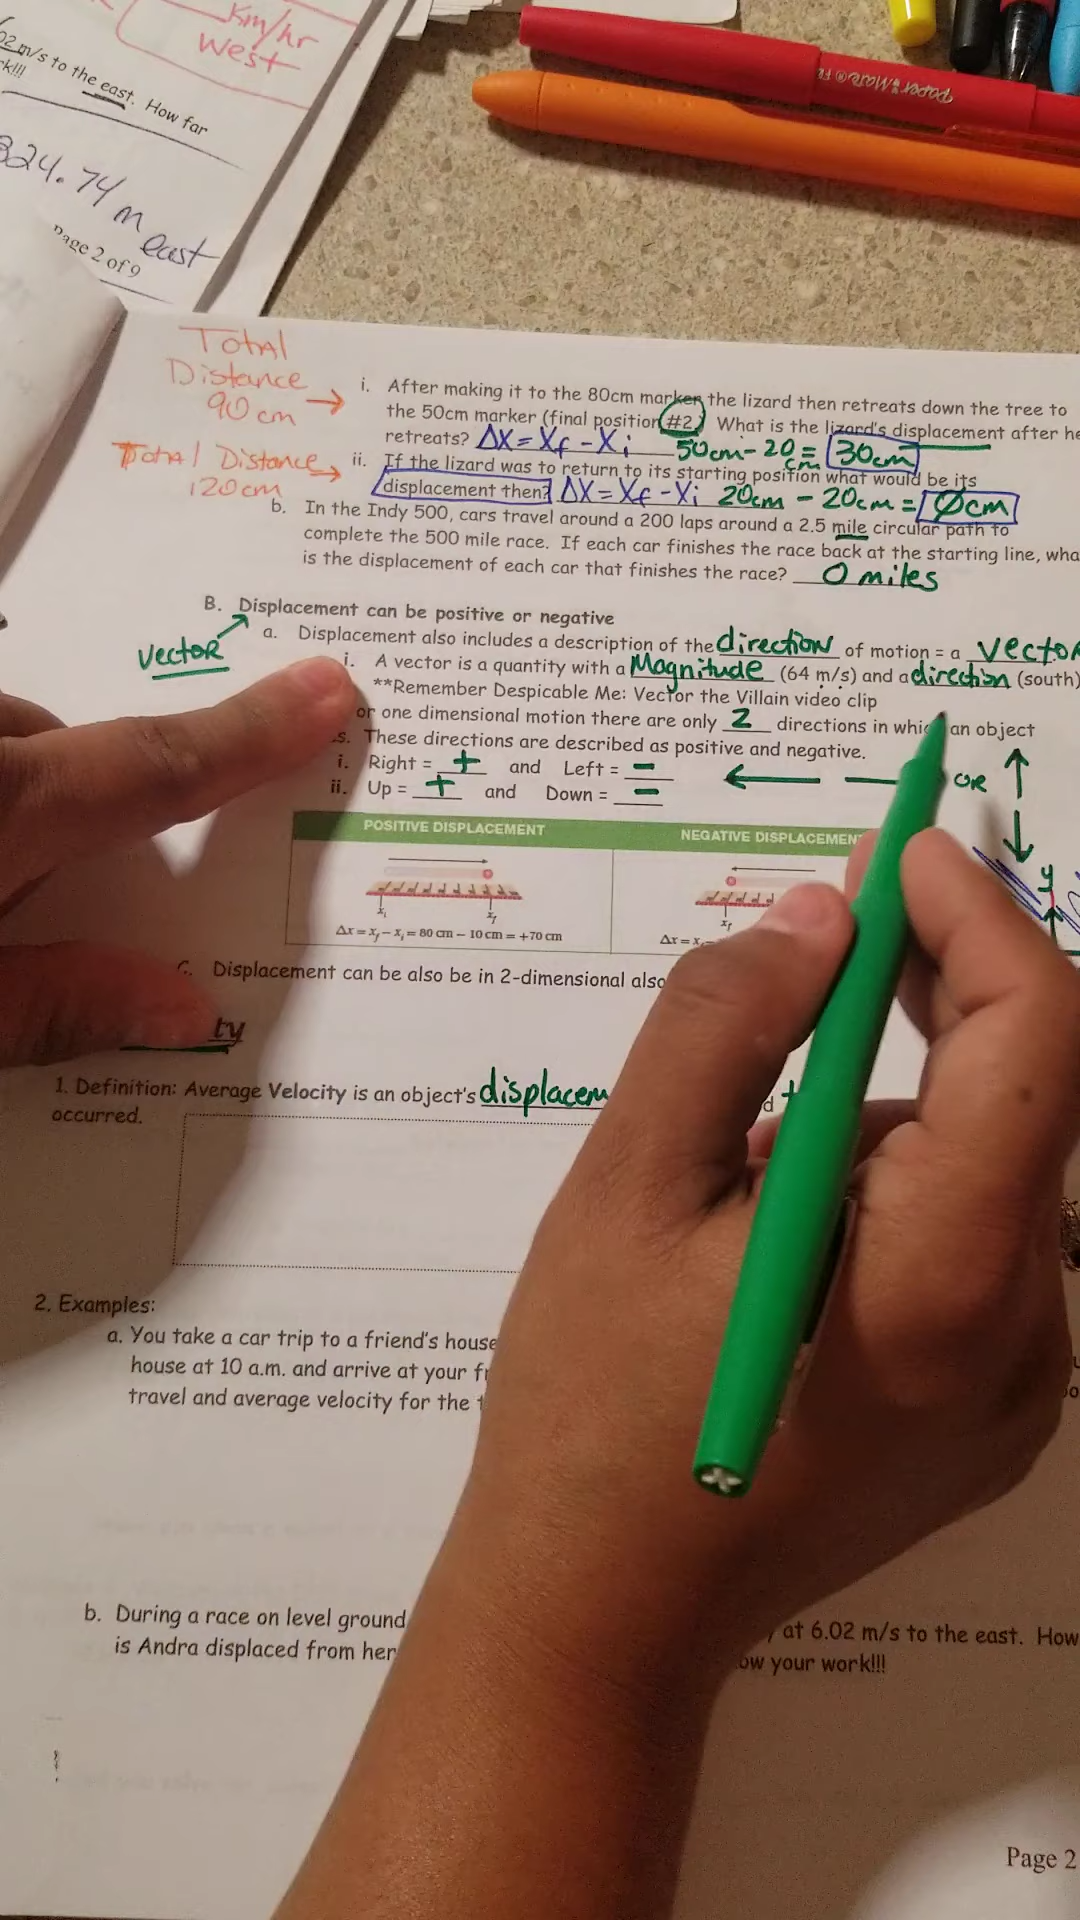 Km/hr
west
02 m/s to the east. How far
rk!!!
324.74 m
east
Page 2 of 9
paper:mate® Fl
Total
Distance
90 cm
i. After making it to the 80cm marker, the lizard then retreats down the tree to
the 50cm marker (final position #2). What is the lizard's displacement after he
retreats? ΔX = Xf - Xi 50cm - 20cm = 30cm
Total Distance
120cm
ii. If the lizard was to return to its starting position what would be its
displacement then? ΔX = Xf - Xi 20cm - 20cm = 0cm
b. In the Indy 500, cars travel around a 200 laps around a 2.5 mile circular path to
complete the 500 mile race. If each car finishes the race back at the starting line, wha
is the displacement of each car that finishes the race? 0 miles
B. Displacement can be positive or negative
vector
a. Displacement also includes a description of the direction of motion = a vector
i. A vector is a quantity with a Magnitude (64 m/s) and a direction (south)
**Remember Despicable Me: Vector the Villain video clip
or one dimensional motion there are only 2 directions in which an object
s. These directions are described as positive and negative.
i. Right = + and Left = -
OR
ii. Up = + and Down = -
POSITIVE DISPLACEMENT NEGATIVE DISPLACEMEN
y
xi xf xf
Δx = xf - xi = 80 cm - 10 cm = +70 cm Δx = x
C. Displacement can be also be in 2-dimensional also
ty
1. Definition: Average Velocity is an object's displacem d t
occurred.
2. Examples:
a. You take a car trip to a friend's house
house at 10 a.m. and arrive at your fr
travel and average velocity for the t
b. During a race on level ground, at 6.02 m/s to the east. How
is Andra displaced from her ow your work!!!
Page 2